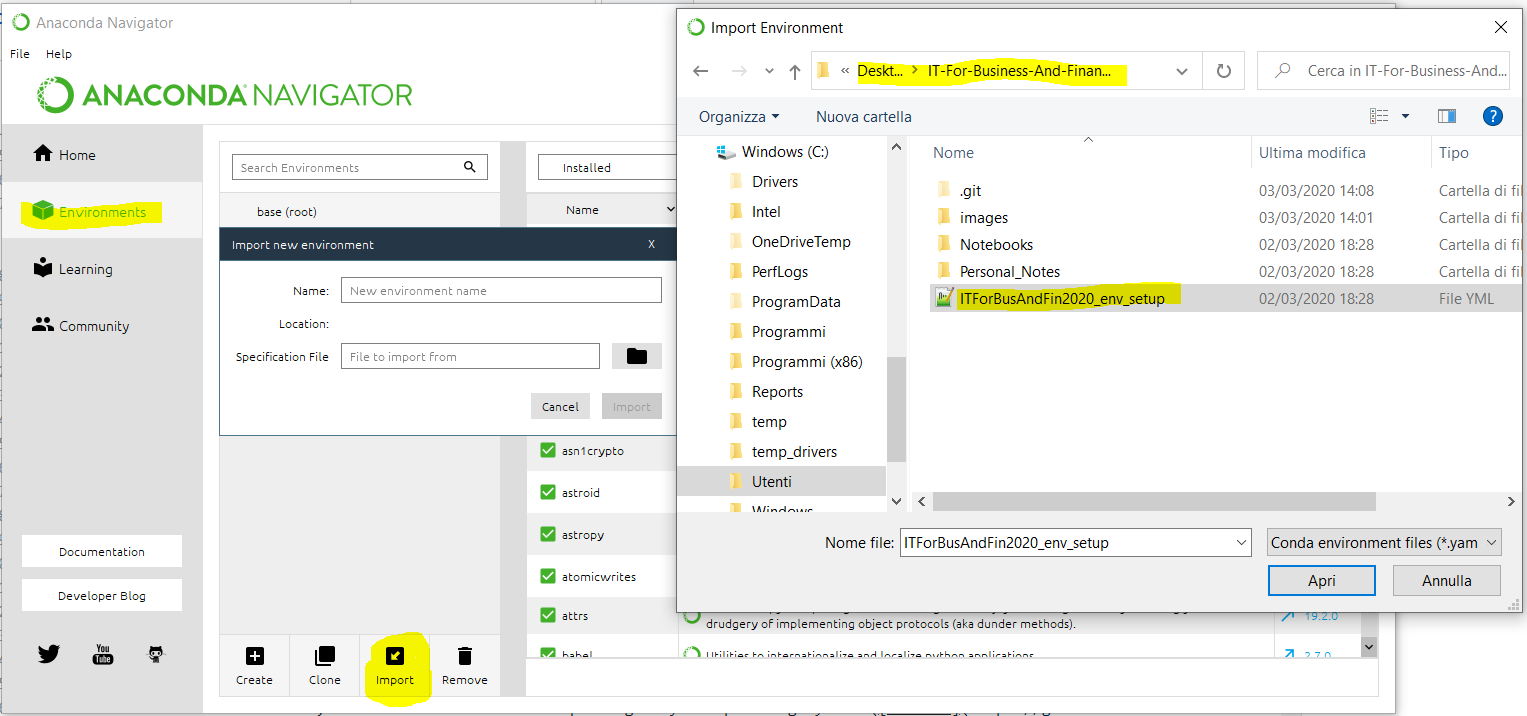 Anaconda Navigator
File Help
ANACONDA NAVIGATOR
Home
Environments
Learning
Community
Documentation
Developer Blog
You
Tube
Search Environments
base (root)
Installed
Name
Import new environment X
Name: New environment name
Location:
Specification File File to import from
Cancel Import
asn1crypto
astroid
astropy
atomicwrites
attrs
drudgery of implementing object protocols (aka dunder methods).
19.2.0
babel
Utilities to internationalize and localize python applications
2.7.0
Create Clone Import Remove
Import Environment
« Deskt... > IT-For-Business-And-Finan...
Cerca in IT-For-Business-And...
Organizza Nuova cartella
?
Windows (C:)
Drivers
Intel
OneDriveTemp
PerfLogs
ProgramData
Programmi
Programmi (x86)
Reports
temp
temp_drivers
Utenti
Windows
Nome Ultima modifica Tipo
.git 03/03/2020 14:08 Cartella di fil
images 03/03/2020 14:01 Cartella di fil
Notebooks 02/03/2020 18:28 Cartella di fil
Personal_Notes 02/03/2020 18:28 Cartella di fil
ITForBusAndFin2020_env_setup 02/03/2020 18:28 File YML
Nome file: ITForBusAndFin2020_env_setup Conda environment files (*.yam
Apri Annulla